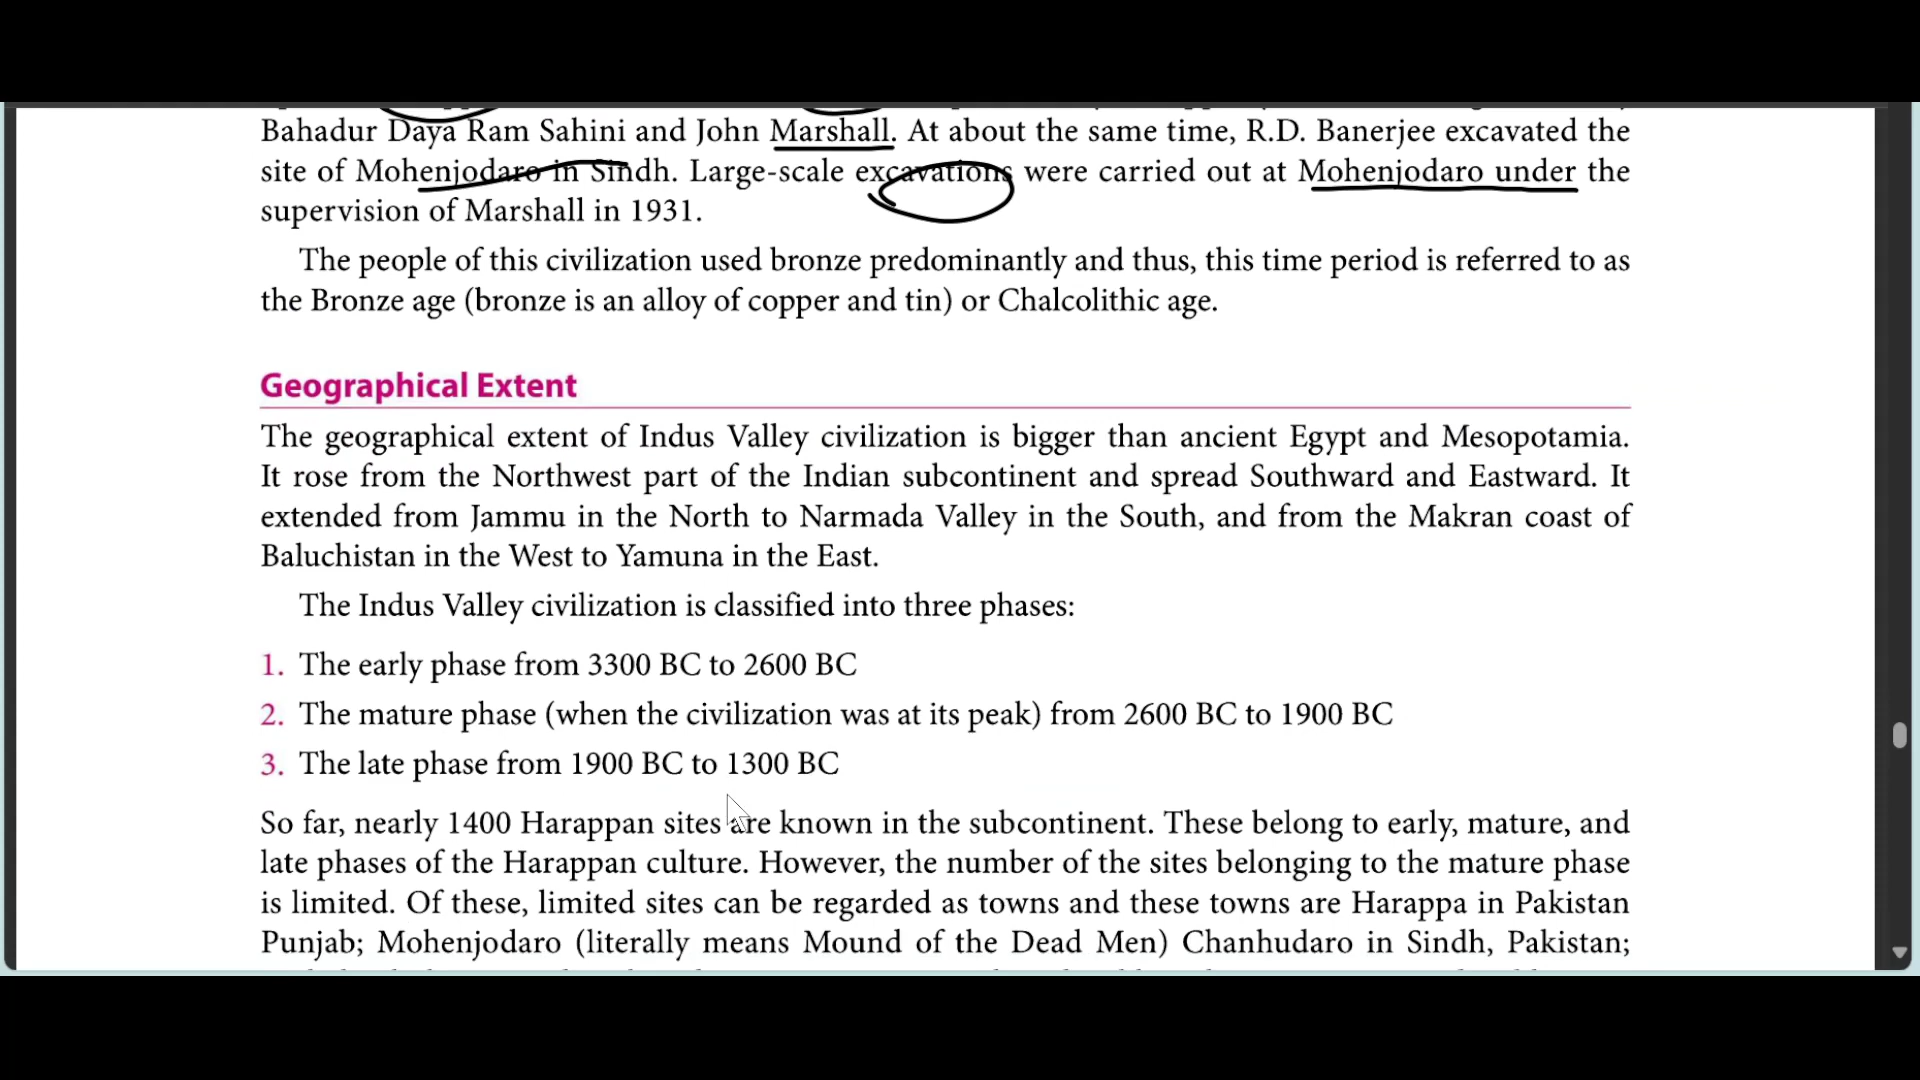 Bahadur Daya Ram Sahini and John Marshall. At about the same time, R.D. Banerjee excavated the
site of Mohenjodaro in Sindh. Large-scale excavations were carried out at Mohenjodaro under the
supervision of Marshall in 1931.
The people of this civilization used bronze predominantly and thus, this time period is referred to as
the Bronze age (bronze is an alloy of copper and tin) or Chalcolithic age.
Geographical Extent
The geographical extent of Indus Valley civilization is bigger than ancient Egypt and Mesopotamia.
It rose from the Northwest part of the Indian subcontinent and spread Southward and Eastward. It
extended from Jammu in the North to Narmada Valley in the South, and from the Makran coast of
Baluchistan in the West to Yamuna in the East.
The Indus Valley civilization is classified into three phases:
1. The early phase from 3300 BC to 2600 BC
2. The mature phase (when the civilization was at its peak) from 2600 BC to 1900 BC
3. The late phase from 1900 BC to 1300 BC
So far, nearly 1400 Harappan sites are known in the subcontinent. These belong to early, mature, and
late phases of the Harappan culture. However, the number of the sites belonging to the mature phase
is limited. Of these, limited sites can be regarded as towns and these towns are Harappa in Pakistan
Punjab; Mohenjodaro (literally means Mound of the Dead Men) Chanhudaro in Sindh, Pakistan;